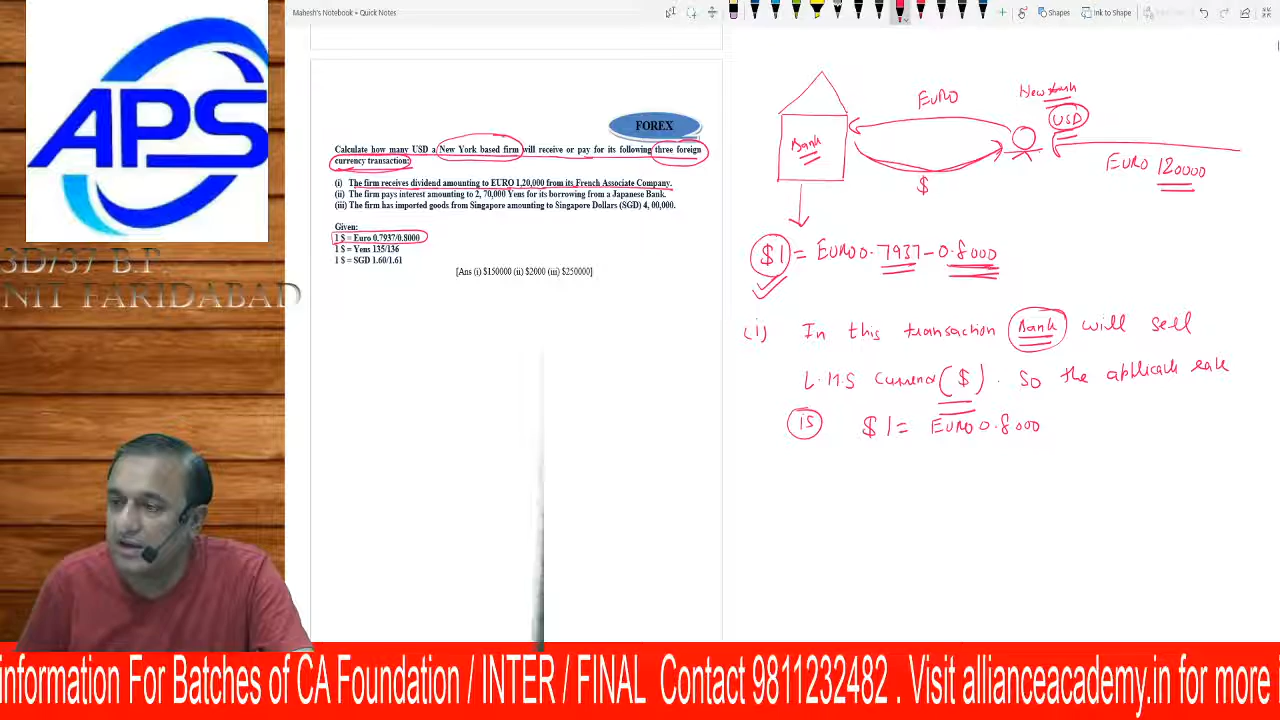 Mahesh's Notebook • Quick Notes
Shapes
Ink to Shape
APS
3D/37 B.P.
NIT FARIDABAD
FOREX
Calculate how many USD a New York based firm will receive or pay for its following three foreign
currency transaction:
(i) The firm receives dividend amounting to EURO 1,20,000 from its French Associate Company.
(ii) The firm pays interest amounting to 2, 70,000 Yens for its borrowing from a Japanese Bank.
(iii) The firm has imported goods from Singapore amounting to Singapore Dollars (SGD) 4, 00,000.
Given:
1 $ = Euro 0.7937/0.8000
1 $ = Yens 135/136
1 $ = SGD 1.60/1.61
[Ans (i) $150000 (ii) $2000 (iii) $250000]
EURO
USD
Bank
EURO 120000
$
$1 = EURO 0.7937 - 0.8000
(i) In this transaction Bank will sell
L.H.S currency ($). So the
is $1 = EURO 0.8000
information For Batches of CA Foundation / INTER / FINAL Contact 9811232482 . Visit allianceacademy.in for more i